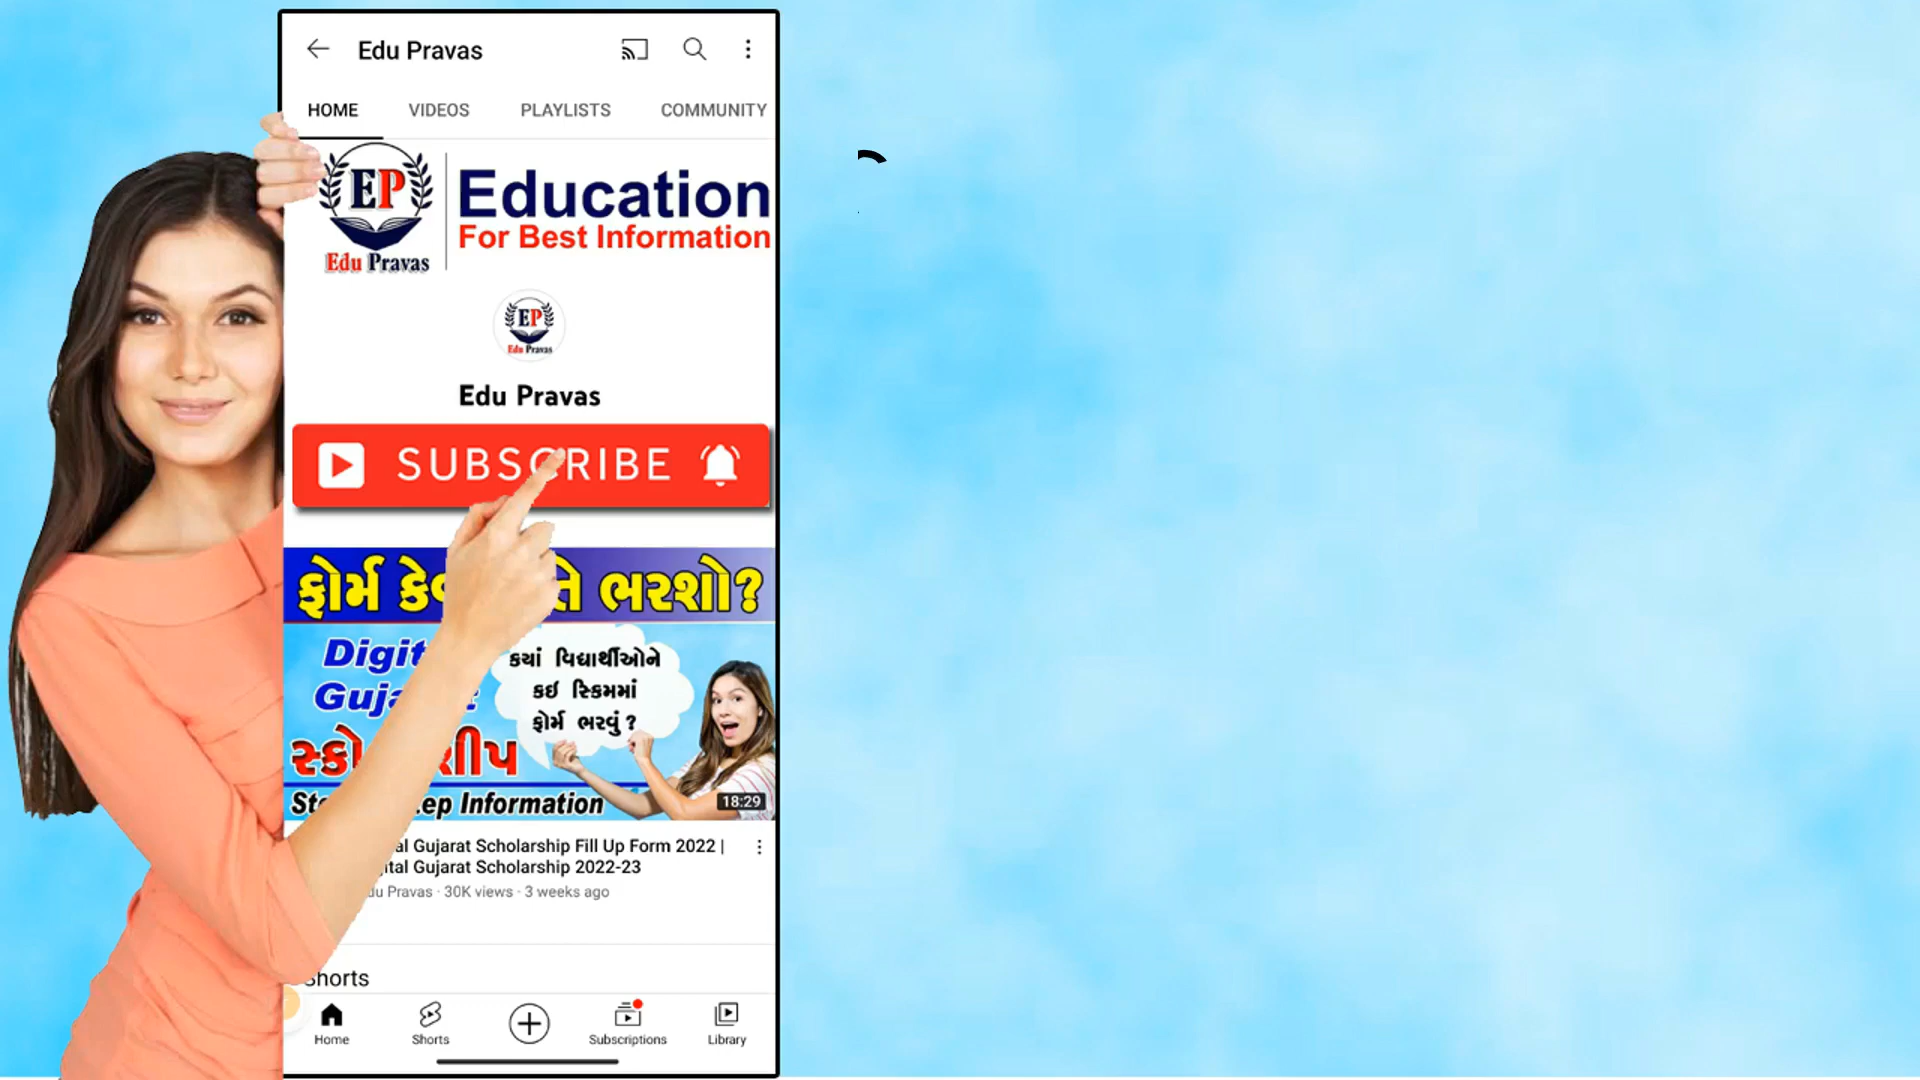 Edu Pravas
HOME VIDEOS PLAYLISTS COMMUNITY
EP
Edu Pravas
Education
For Best Information
EP
Edu Pravas
Edu Pravas
SUBSCRIBE
ફોર્મ ભરશો?
Digit
Guj
ક્યાં વિદ્યાર્થીઓને
કઇ સ્કિમમાં
ફોર્મ ભરવું ?
Information
18:29
al Gujarat Scholarship Fill Up Form 2022 |
ital Gujarat Scholarship 2022-23
du Pravas · 30K views · 3 weeks ago
Shorts
Home Shorts Subscriptions Library